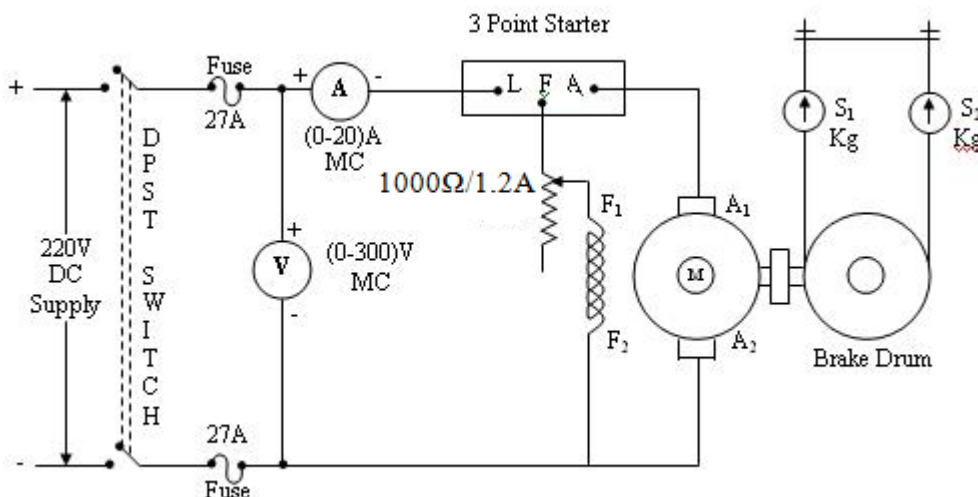 3 Point Starter
Fuse
27A
+
+
A
-
L F A
(0-20)A
MC
S₁
Kg
S₂
Kg
D
P
S
T
S
W
I
T
C
H
1000Ω/1.2A
F₁
A₁
220V
DC
Supply
+
V
-
(0-300)V
MC
M
F₂
A₂
Brake Drum
27A
Fuse
-